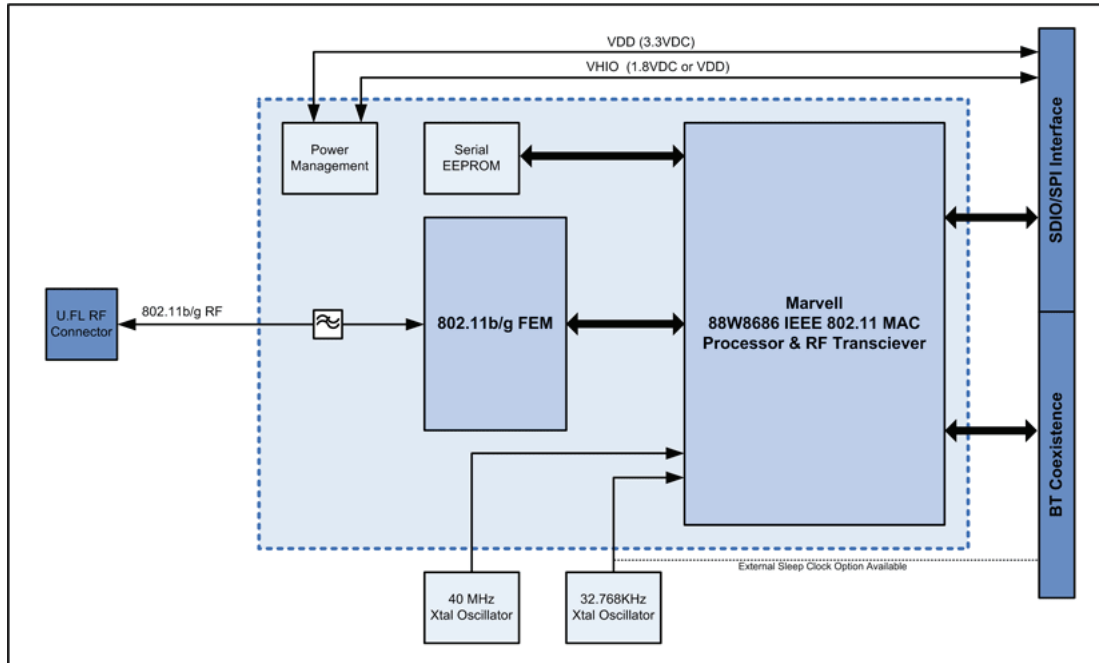 VDD (3.3VDC)
VHIO (1.8VDC or VDD)
Power
Management
Serial
EEPROM
SDIO/SPI Interface
U.FL RF
Connector
802.11b/g RF
802.11b/g FEM
Marvell
88W8686 IEEE 802.11 MAC
Processor & RF Transciever
BT Coexistence
External Sleep Clock Option Available
40 MHz
Xtal Oscillator
32.768KHz
Xtal Oscillator